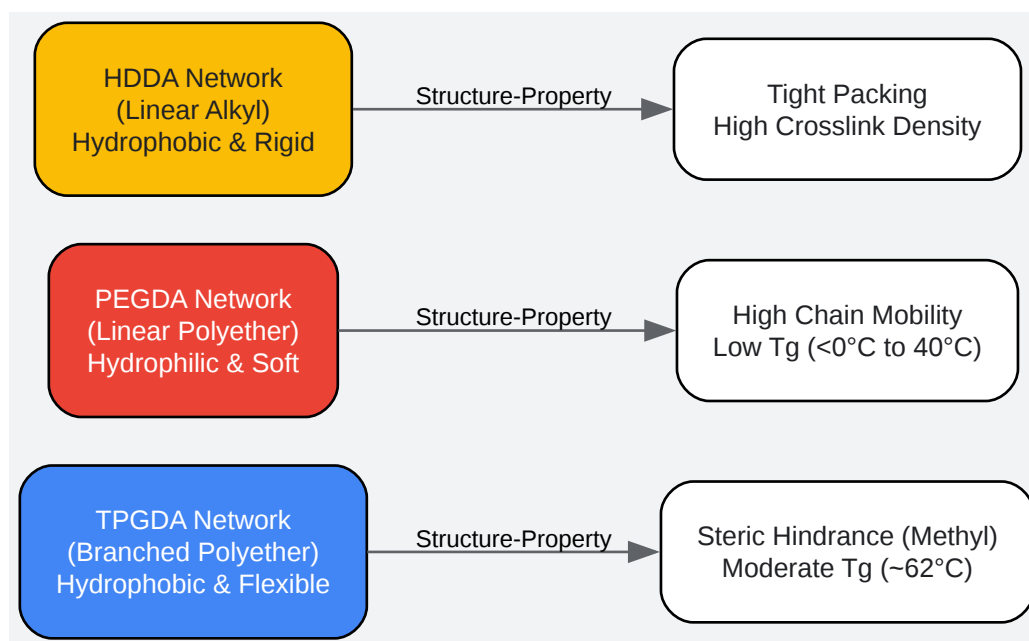 HDDA Network
(Linear Alkyl)
Hydrophobic & Rigid
Structure-Property
Tight Packing
High Crosslink Density
PEGDA Network
(Linear Polyether)
Hydrophilic & Soft
Structure-Property
High Chain Mobility
Low Tg (<0°C to 40°C)
TPGDA Network
(Branched Polyether)
Hydrophobic & Flexible
Structure-Property
Steric Hindrance (Methyl)
Moderate Tg (~62°C)